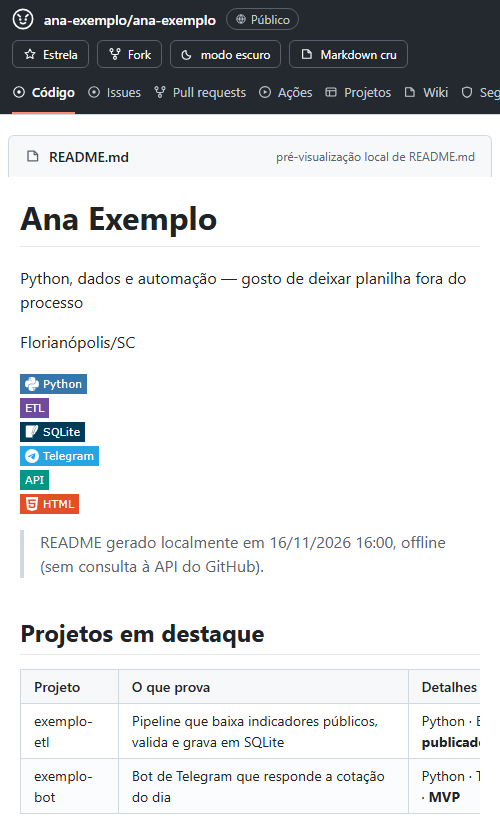 ana-exemplo/ana-exemplo Público
Estrela Fork modo escuro Markdown cru
Código Issues Pull requests Ações Projetos Wiki
README.md pré-visualização local de README.md
Ana Exemplo
Python, dados e automação — gosto de deixar planilha fora do
processo
Florianópolis/SC
Python
ETL
SQLite
Telegram
API
HTML
README gerado localmente em 16/11/2026 16:00, offline
(sem consulta à API do GitHub).
Projetos em destaque
Projeto O que prova Detalhes
exemplo-
etl
Pipeline que baixa indicadores públicos,
valida e grava em SQLite
Python ·
exemplo-
bot
Bot de Telegram que responde a cotação
do dia
Python ·
· MVP